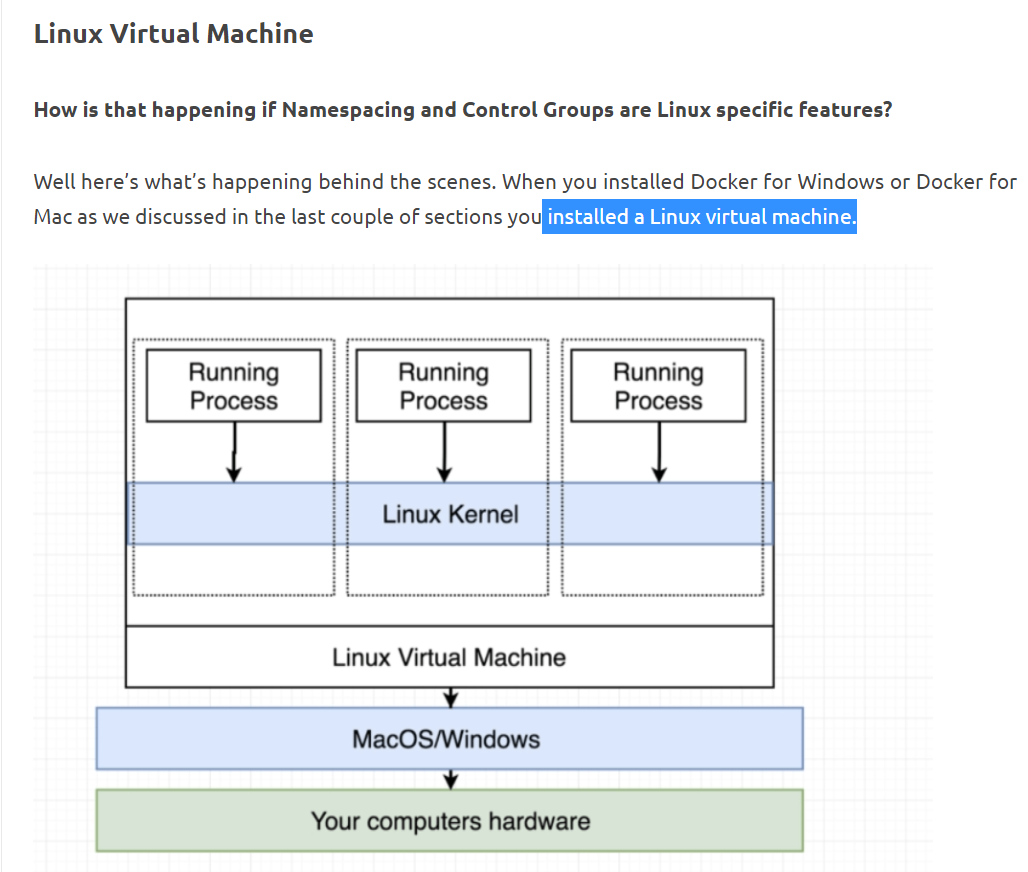 Linux Virtual Machine
How is that happening if Namespacing and Control Groups are Linux specific features?
Well here’s what’s happening behind the scenes. When you installed Docker for Windows or Docker for
Mac as we discussed in the last couple of sections you installed a Linux virtual machine.
Running
Process
Running
Process
Running
Process
Linux Kernel
Linux Virtual Machine
MacOS/Windows
Your computers hardware